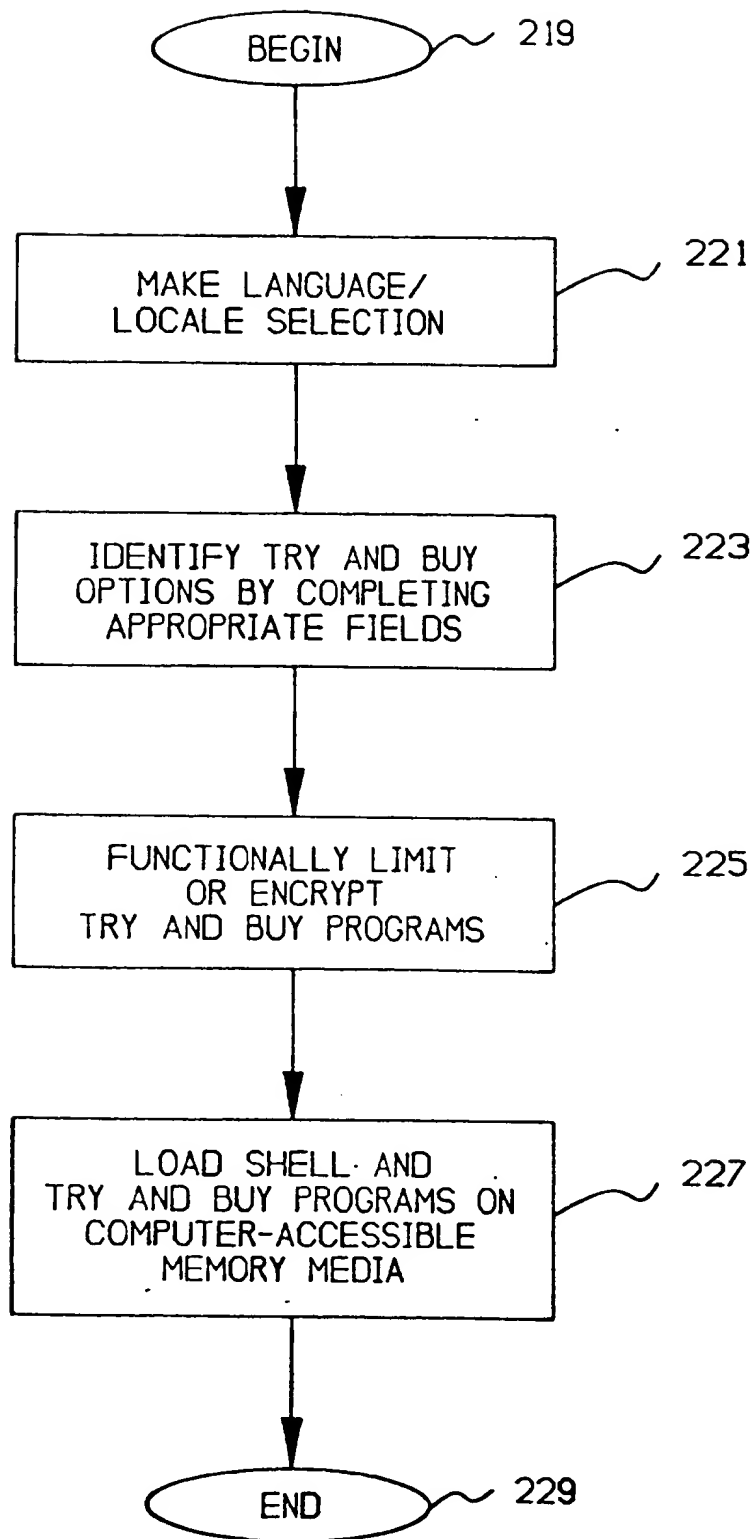 BEGIN
219
MAKE LANGUAGE/
LOCALE SELECTION
221
IDENTIFY TRY AND BUY
OPTIONS BY COMPLETING
APPROPRIATE FIELDS
223
FUNCTIONALLY LIMIT
OR ENCRYPT
TRY AND BUY PROGRAMS
225
LOAD SHELL AND
TRY AND BUY PROGRAMS ON
COMPUTER-ACCESSIBLE
MEMORY MEDIA
227
END
229